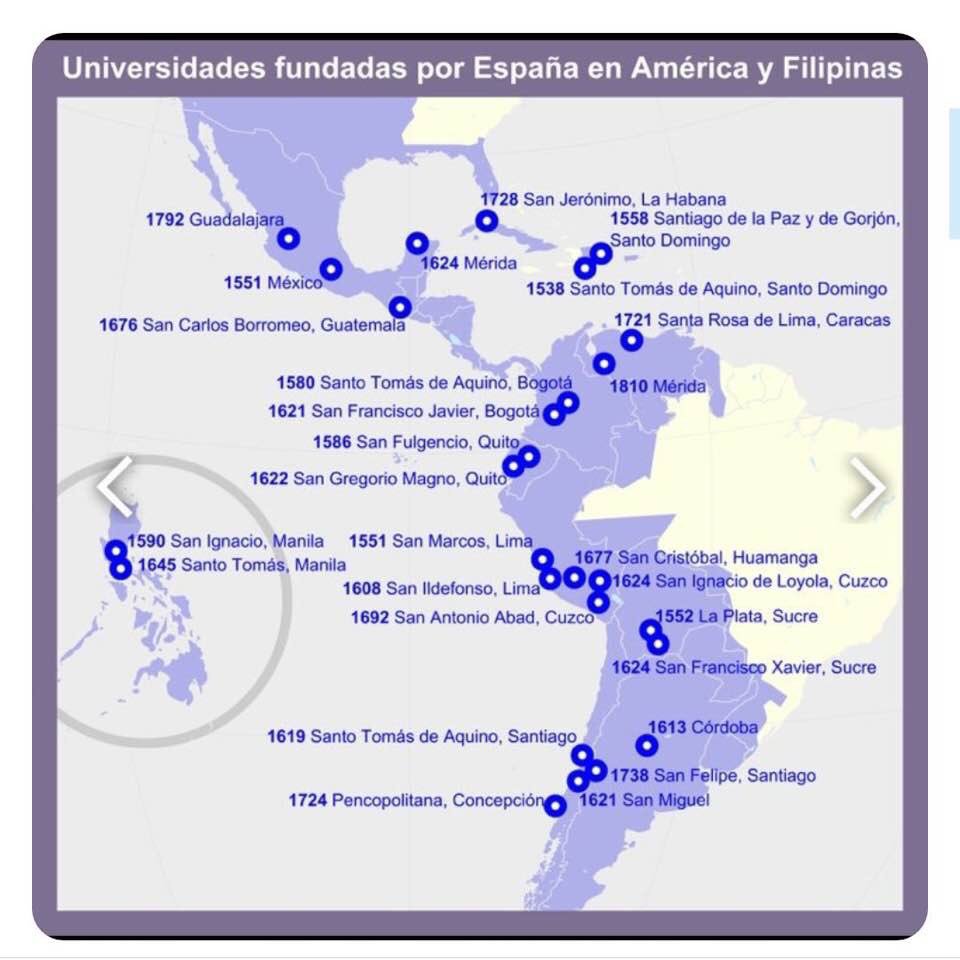 Universidades fundadas por España en América y Filipinas
1728 San Jerónimo, La Habana
1792 Guadalajara
1558 Santiago de la Paz y de Gorjón,
Santo Domingo
1624 Mérida
1551 México
1538 Santo Tomás de Aquino, Santo Domingo
1676 San Carlos Borromeo, Guatemala
1721 Santa Rosa de Lima, Caracas
1580 Santo Tomás de Aquino, Bogotá
1810 Mérida
1621 San Francisco Javier, Bogotá
1586 San Fulgencio, Quito
1622 San Gregorio Magno, Quito
1590 San Ignacio, Manila
1645 Santo Tomás, Manila
1551 San Marcos, Lima
1677 San Cristóbal, Huamanga
1608 San Ildefonso, Lima
1624 San Ignacio de Loyola, Cuzco
1692 San Antonio Abad, Cuzco
1552 La Plata, Sucre
1624 San Francisco Xavier, Sucre
1613 Córdoba
1619 Santo Tomás de Aquino, Santiago
1738 San Felipe, Santiago
1724 Pencopolitana, Concepción
1621 San Miguel